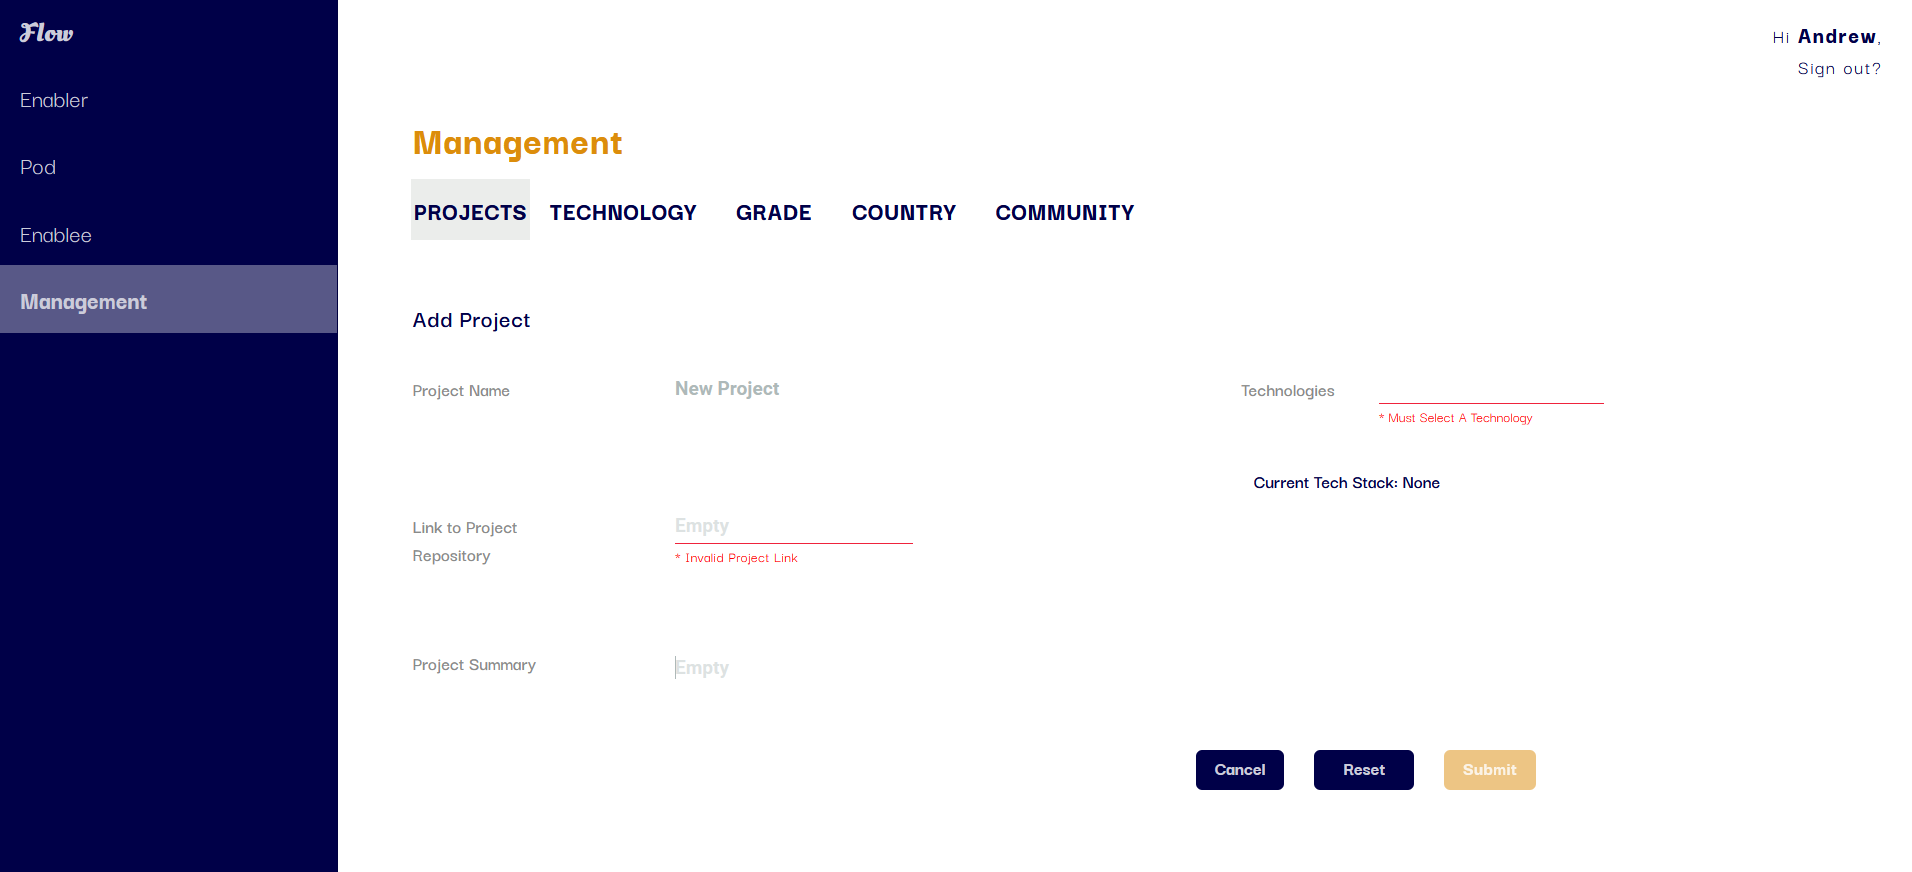 Flow
Enabler
Pod
Enablee
Management
Hi Andrew,
Sign out?
Management
PROJECTS TECHNOLOGY GRADE COUNTRY COMMUNITY
Add Project
Project Name New Project
Technologies
* Must Select A Technology
Current Tech Stack: None
Link to Project
Repository
Empty
* Invalid Project Link
Project Summary Empty
Cancel Reset Submit